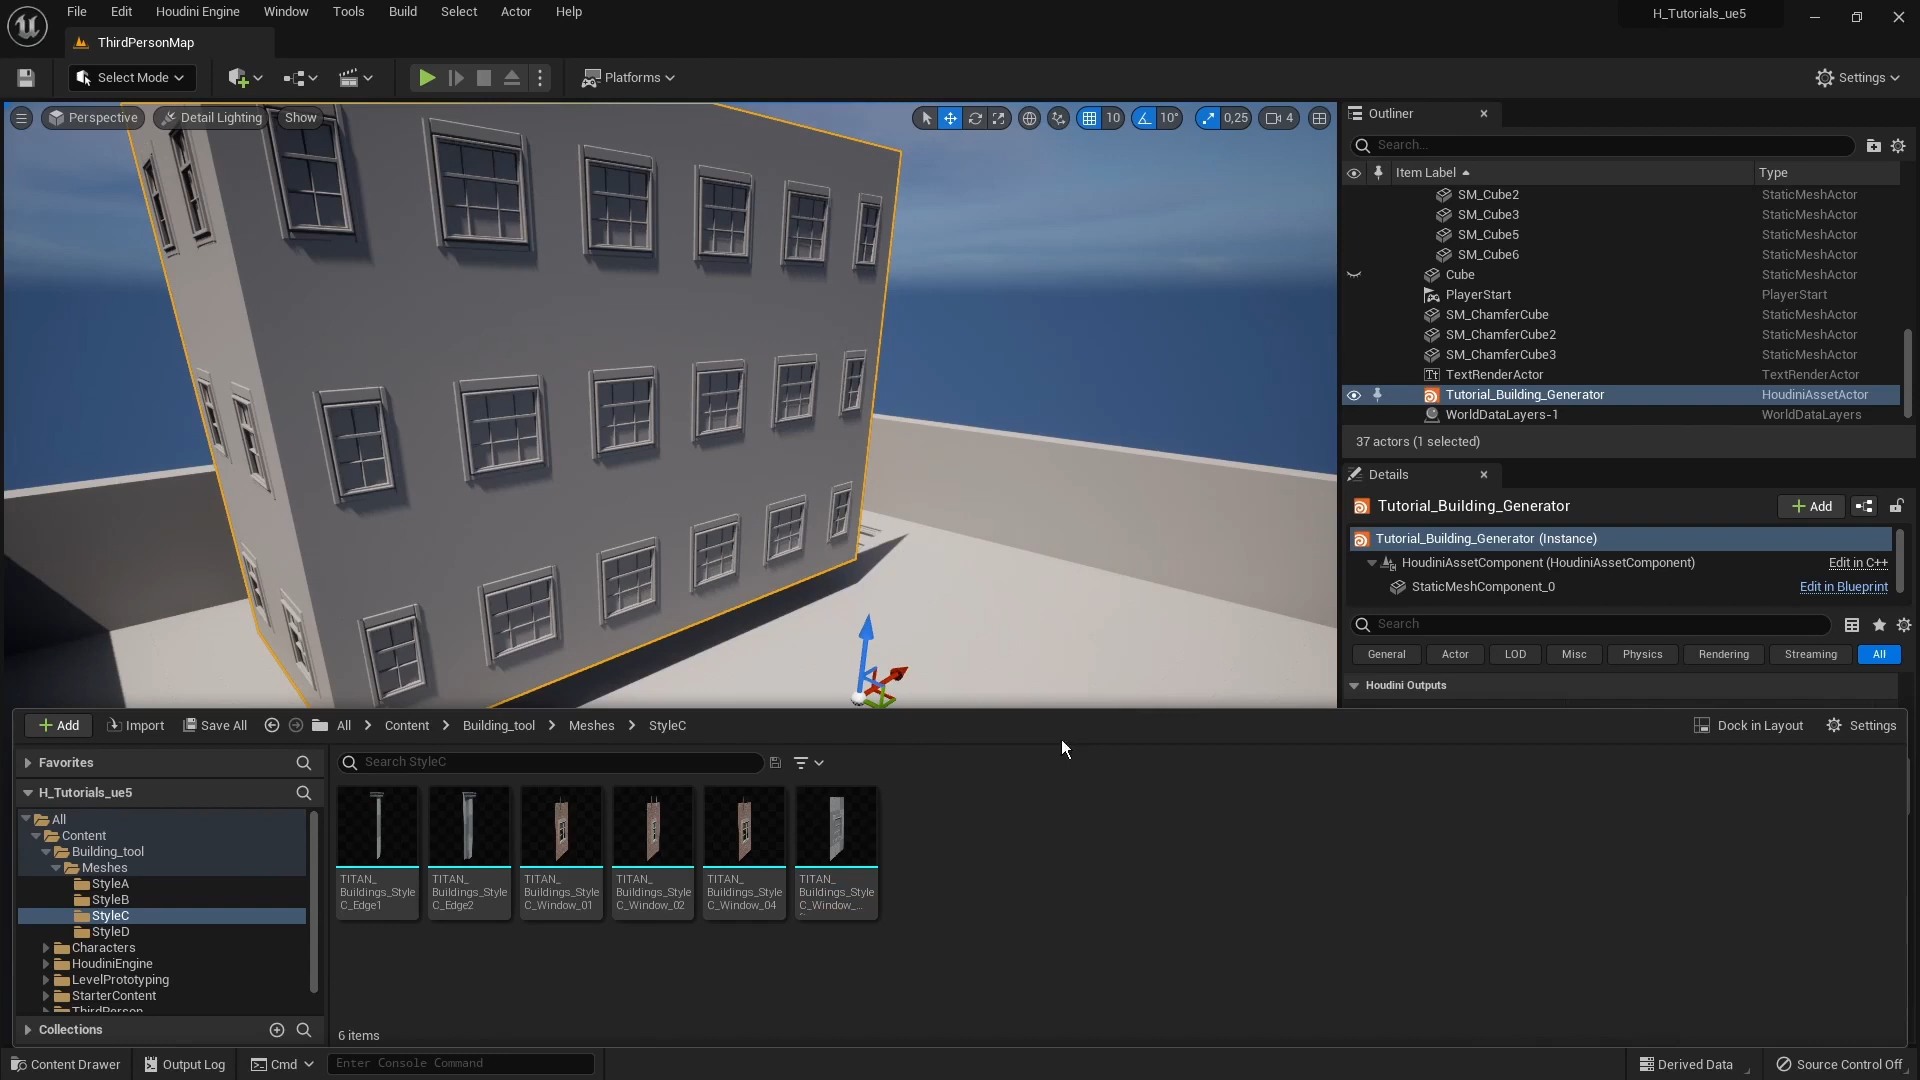 File Edit Houdini Engine Window Tools Build Select Actor Help
H_Tutorials_ue5
ThirdPersonMap
Select Mode
Platforms
Settings
Perspective Detail Lighting Show
10 10° 0,25 4
Outliner
Search...
Item Label Type
SM_Cube2 StaticMeshActor
SM_Cube3 StaticMeshActor
SM_Cube5 StaticMeshActor
SM_Cube6 StaticMeshActor
Cube StaticMeshActor
PlayerStart PlayerStart
SM_ChamferCube StaticMeshActor
SM_ChamferCube2 StaticMeshActor
SM_ChamferCube3 StaticMeshActor
TextRenderActor TextRenderActor
Tutorial_Building_Generator HoudiniAssetActor
WorldDataLayers-1 WorldDataLayers
37 actors (1 selected)
Details
Tutorial_Building_Generator
Add
Tutorial_Building_Generator (Instance)
HoudiniAssetComponent (HoudiniAssetComponent) Edit in C++
StaticMeshComponent_0 Edit in Blueprint
Search
General Actor LOD Misc Physics Rendering Streaming All
Houdini Outputs
Add Import Save All All Content Building_tool Meshes StyleC Dock in Layout Settings
Favorites
H_Tutorials_ue5
All
Content
Building_tool
Meshes
StyleA
StyleB
StyleC
StyleD
Characters
HoudiniEngine
LevelPrototyping
StarterContent
ThirdPerson
Collections
Search StyleC
TITAN_
Buildings_Style
C_Edge1
TITAN_
Buildings_Style
C_Edge2
TITAN_
Buildings_Style
C_Window_01
TITAN_
Buildings_Style
C_Window_02
TITAN_
Buildings_Style
C_Window_04
TITAN_
Buildings_Style
C_Window_...
6 items
Content Drawer Output Log Cmd Enter Console Command Derived Data Source Control Off